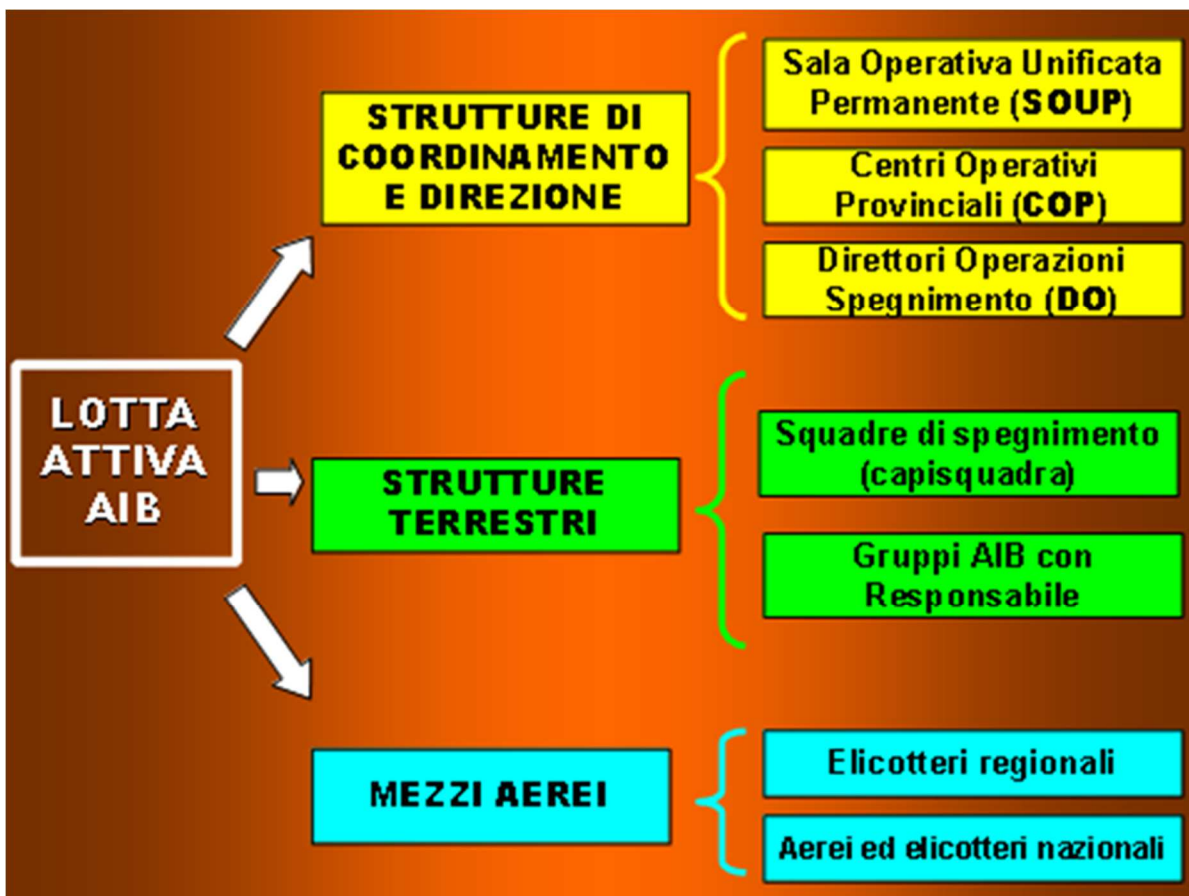 LOTTA
ATTIVA
AIB
STRUTTURE DI
COORDINAMENTO
E DIREZIONE
Sala Operativa Unificata
Permanente (SOUP)
Centri Operativi
Provinciali (COP)
Direttori Operazioni
Spegnimento (DO)
STRUTTURE
TERRESTRI
Squadre di spegnimento
(capisquadra)
Gruppi AIB con
Responsabile
MEZZI AEREI
Elicotteri regionali
Aerei ed elicotteri nazionali